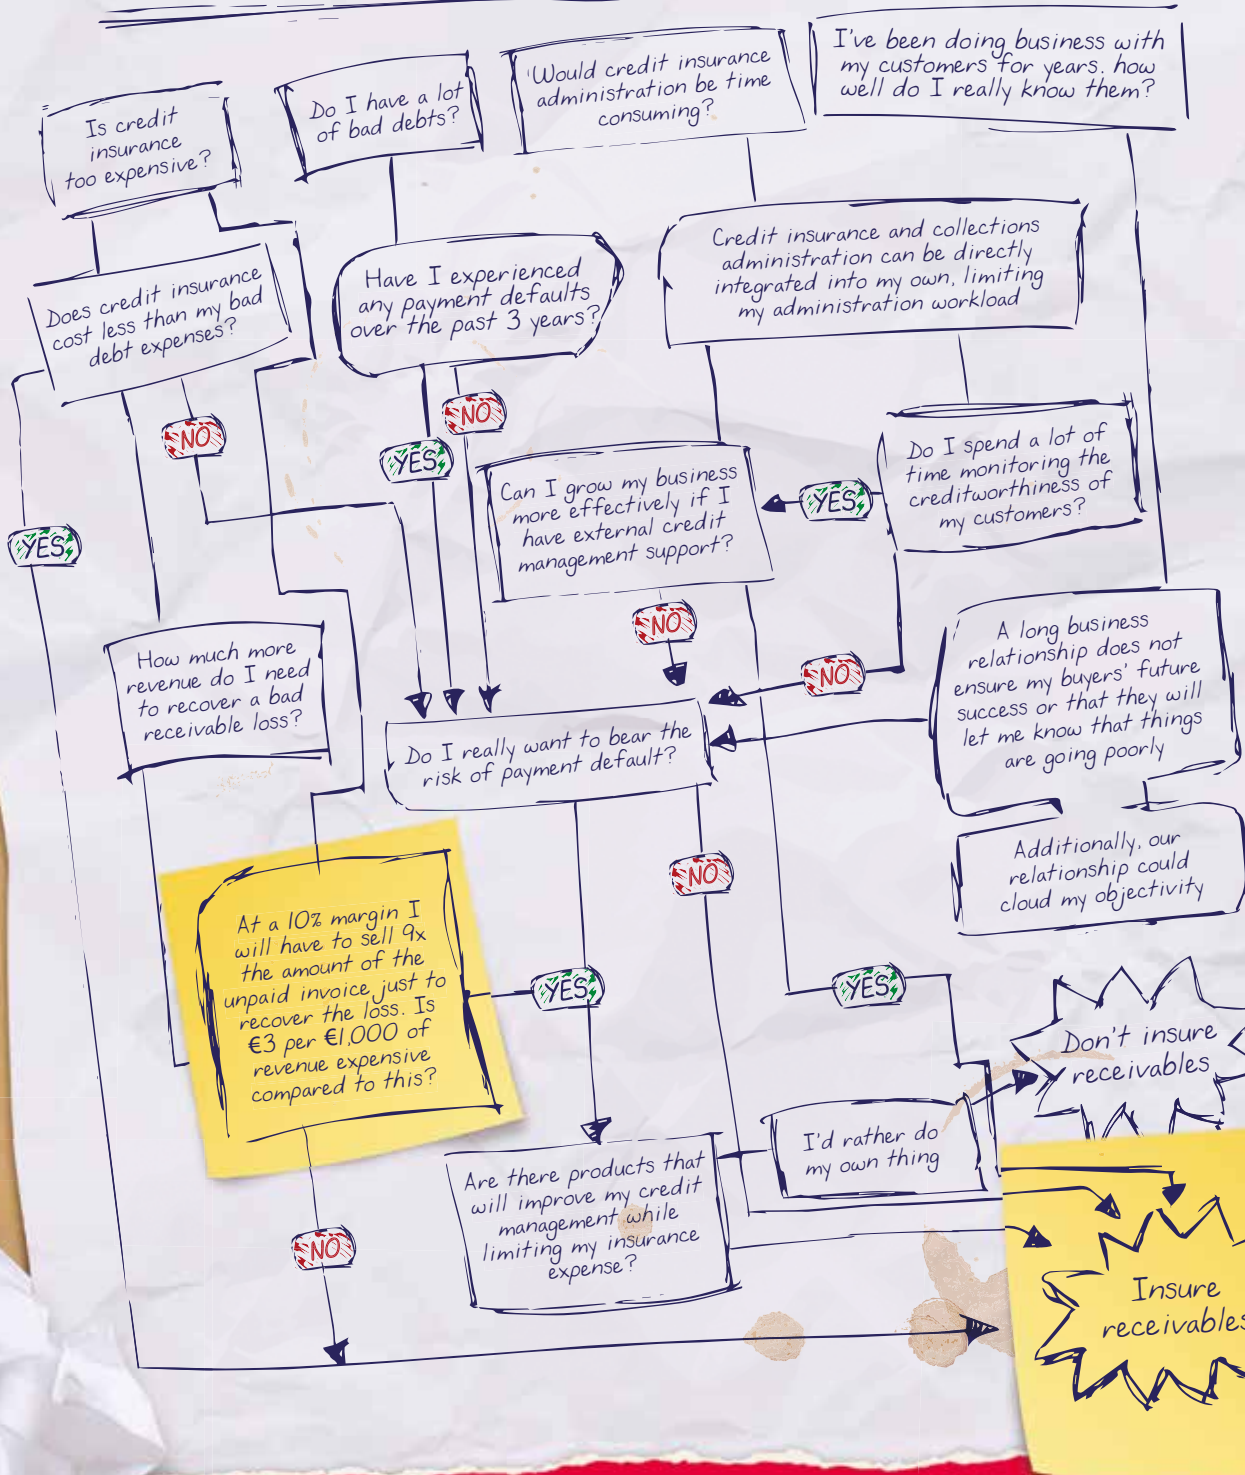 Is credit
insurance
too expensive?
Do I have a lot
of bad debts?
'Would credit insurance
administration be time
consuming?
I've been doing business with
my customers for years, how
well do I really know them?
Does credit insurance
cost less than my bad
debt expenses?
Have I experienced
any payment defaults
over the past 3 years?
Credit insurance and collections
administration can be directly
integrated into my own, limiting
my administration workload
NO
NO
YES
YES
Can I grow my business
more effectively if I
have external credit
management support?
YES
Do I spend a lot of
time monitoring the
creditworthiness of
my customers?
NO
NO
How much more
revenue do I need
to recover a bad
receivable loss?
Do I really want to bear the
risk of payment default?
A long business
relationship does not
ensure my buyers' future
success or that they will
let me know that things
are going poorly
NO
Additionally, our
relationship could
cloud my objectivity
At a 10% margin I
will have to sell 9x
the amount of the
unpaid invoice just to
recover the loss. Is
€3 per €1,000 of
revenue expensive
compared to this?
YES
YES
Don't insure
receivables
I'd rather do
my own thing
Are there products that
will improve my credit
management while
limiting my insurance
expense?
NO
Insure
receivables